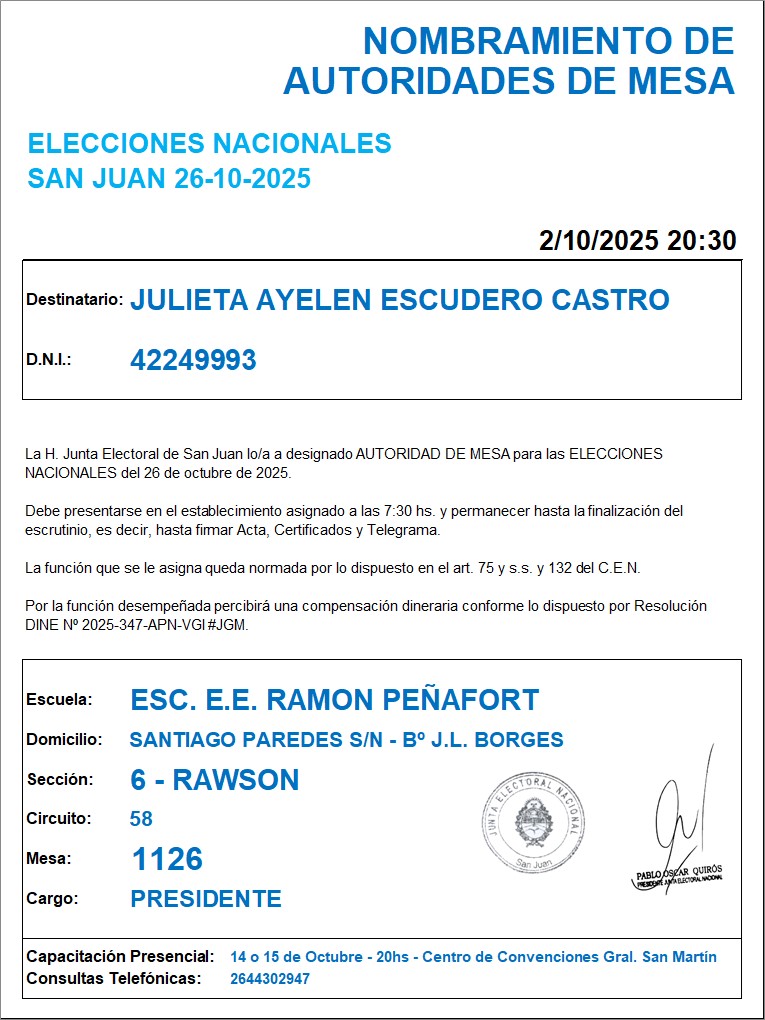 NOMBRAMIENTO DE
AUTORIDADES DE MESA
ELECCIONES NACIONALES
SAN JUAN 26-10-2025
2/10/2025 20:30
Destinatario: JULIETA AYELEN ESCUDERO CASTRO
D.N.I.: 42249993
La H. Junta Electoral de San Juan lo/a a designado AUTORIDAD DE MESA para las ELECCIONES
NACIONALES del 26 de octubre de 2025.
Debe presentarse en el establecimiento asignado a las 7:30 hs. y permanecer hasta la finalización del
escrutinio, es decir, hasta firmar Acta, Certificados y Telegrama.
La función que se le asigna queda normada por lo dispuesto en el art. 75 y s.s. y 132 del C.E.N.
Por la función desempeñada percibirá una compensación dineraria conforme lo dispuesto por Resolución
DINE Nº 2025-347-APN-VGI#JGM.
Escuela: ESC. E.E. RAMON PEÑAFORT
Domicilio: SANTIAGO PAREDES S/N - Bº J.L. BORGES
Sección: 6 - RAWSON
Circuito: 58
Mesa: 1126
Cargo: PRESIDENTE
JUNTA ELECTORAL NACIONAL
San Juan
PABLO OSCAR QUIRÓS
PRESIDENTE JUNTA ELECTORAL NACIONAL
Capacitación Presencial: 14 o 15 de Octubre - 20hs - Centro de Convenciones Gral. San Martín
Consultas Telefónicas: 2644302947